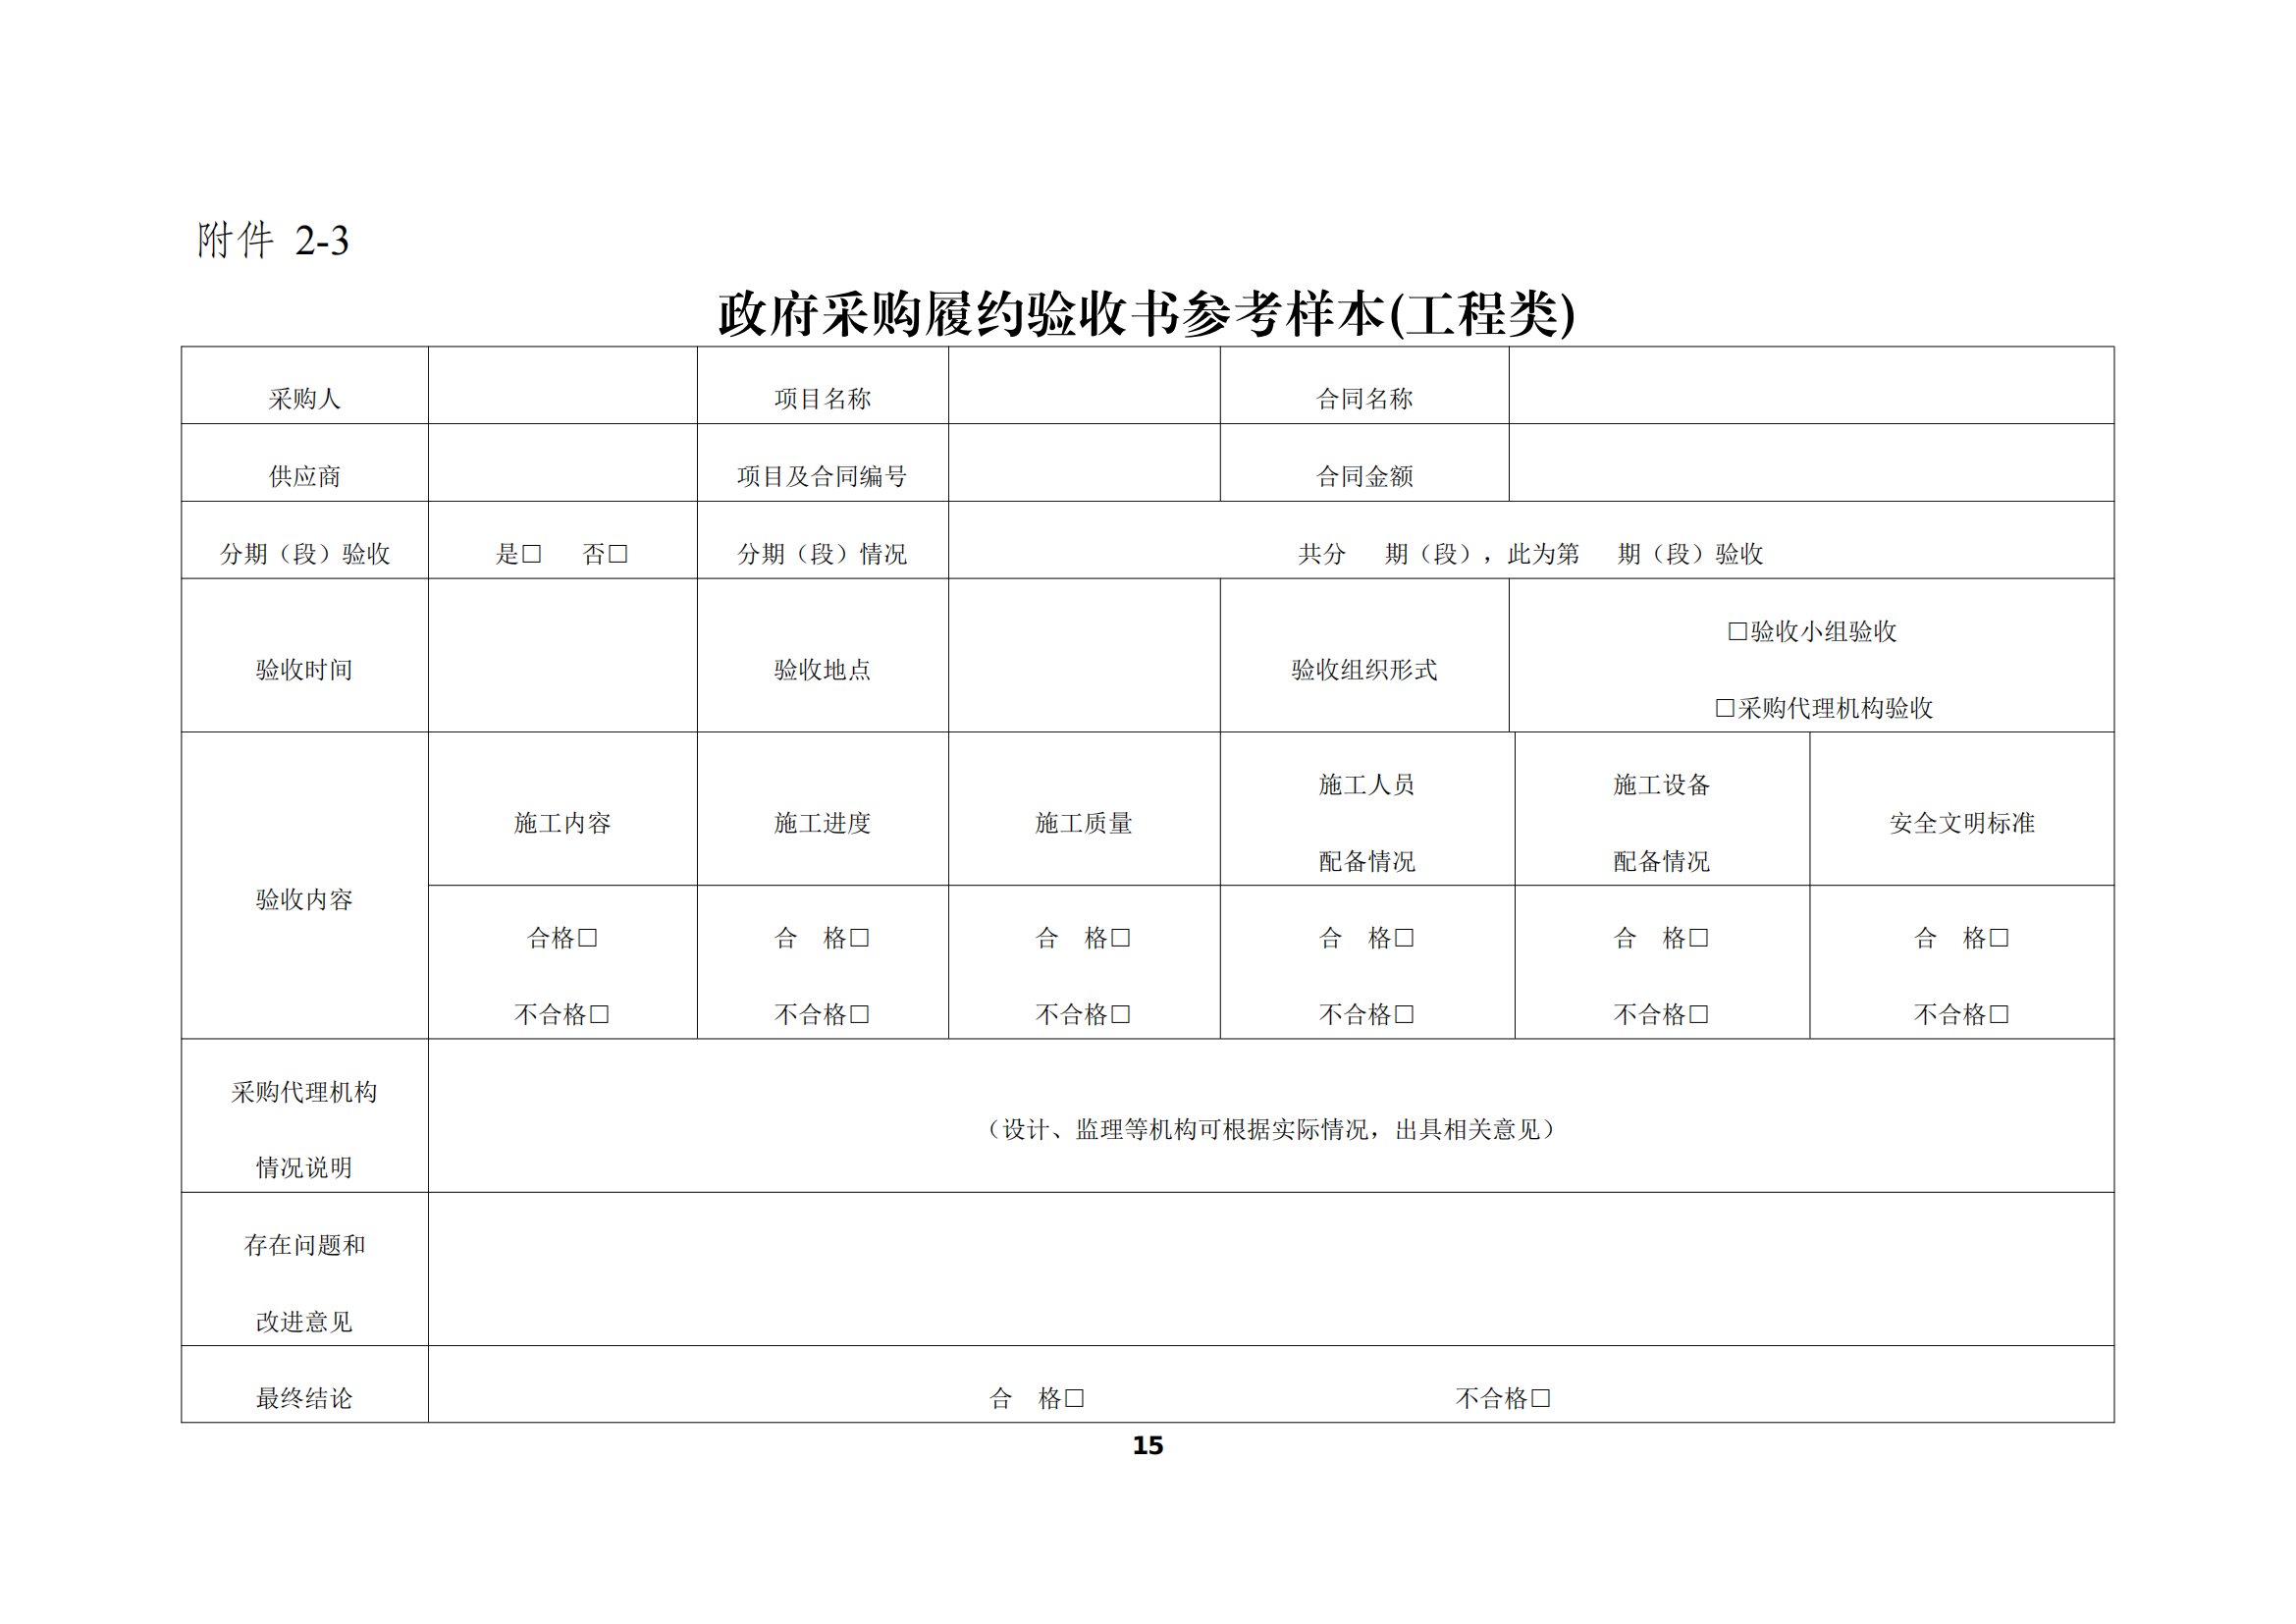 附件 2-3
政府采购履约验收书参考样本(工程类)
采购人 项目名称 合同名称
供应商 项目及合同编号 合同金额
分期（段）验收 是□ 否□ 分期（段）情况 共分 期（段），此为第 期（段）验收
验收时间 验收地点 验收组织形式 □验收小组验收
□采购代理机构验收
验收内容 施工内容 施工进度 施工质量 施工人员
配备情况 施工设备
配备情况 安全文明标准
合格□ 合 格□ 合 格□ 合 格□ 合 格□ 合 格□
不合格□ 不合格□ 不合格□ 不合格□ 不合格□ 不合格□
采购代理机构
情况说明
（设计、监理等机构可根据实际情况，出具相关意见）
存在问题和
改进意见
最终结论 合 格□ 不合格□
15